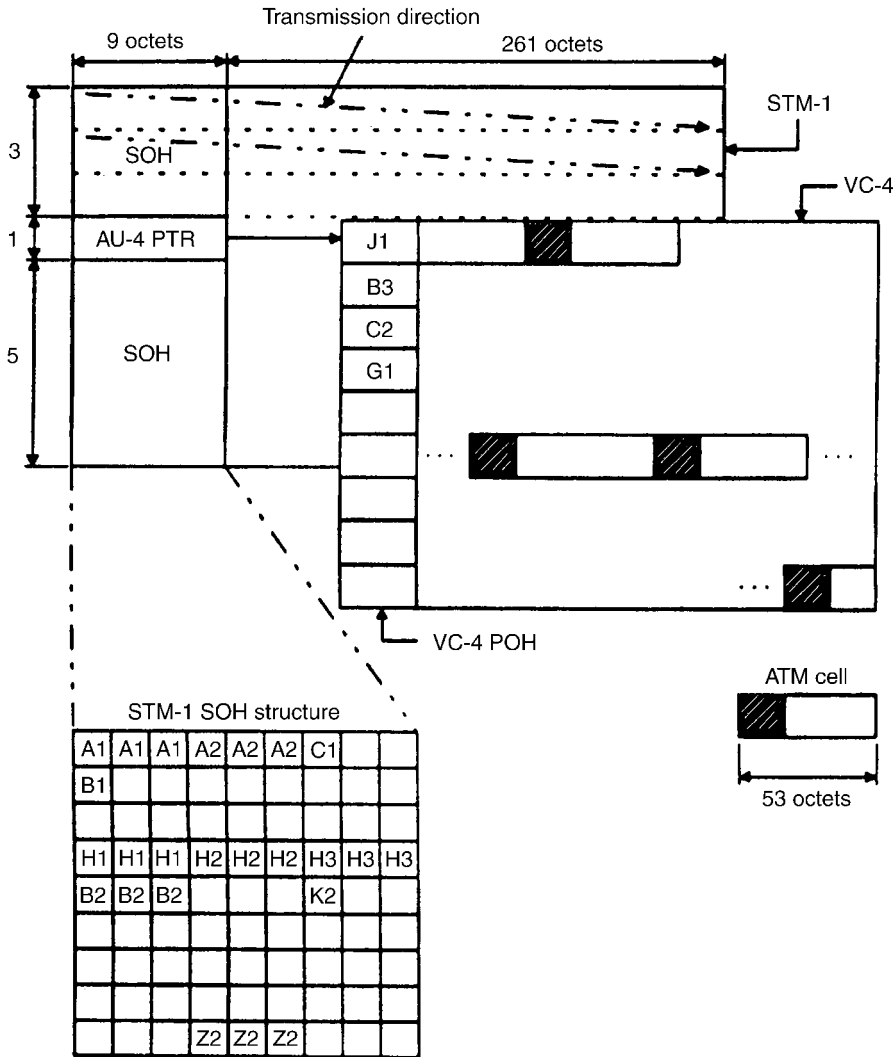 Transmission direction
9 octets
261 octets
STM-1
3
SOH
VC-4
1
AU-4 PTR
J1
B3
C2
5
SOH
G1
... ...
...
VC-4 POH
ATM cell
STM-1 SOH structure
A1 A1 A1 A2 A2 A2 C1
B1
53 octets
H1 H1 H1 H2 H2 H2 H3 H3 H3
B2 B2 B2 K2
Z2 Z2 Z2